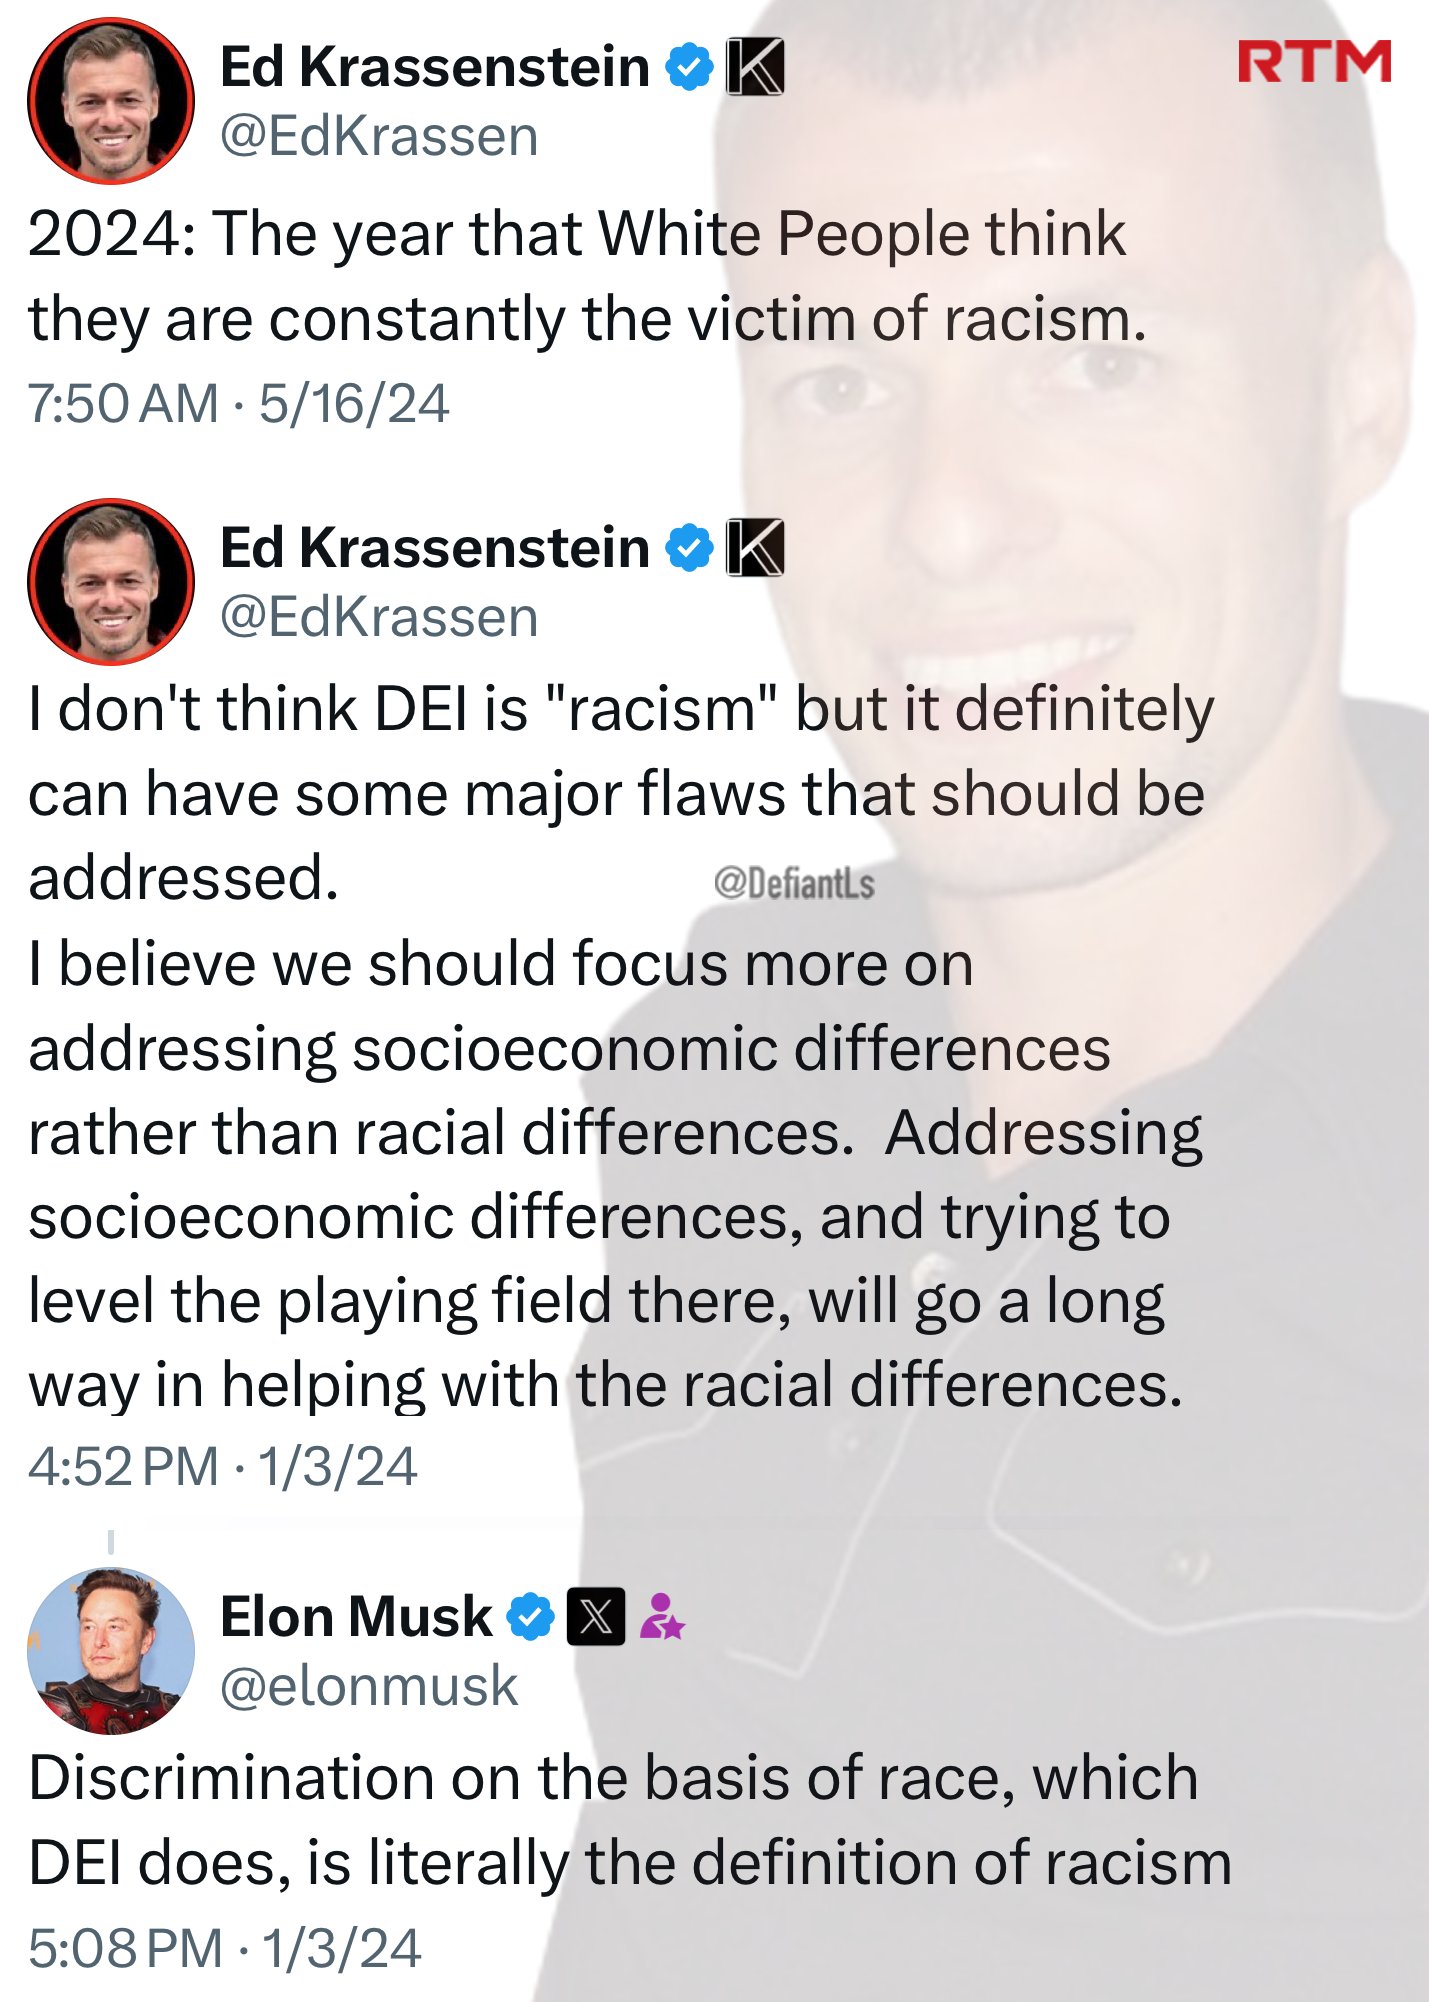 Ed Krassenstein
RTM
@EdKrassen
2024: The year that White People think
they are constantly the victim of racism.
7:50 AM · 5/16/24
Ed Krassenstein
@EdKrassen
I don't think DEI is "racism" but it definitely
can have some major flaws that should be
addressed.
@DefiantLs
I believe we should focus more on
addressing socioeconomic differences
rather than racial differences.  Addressing
socioeconomic differences, and trying to
level the playing field there, will go a long
way in helping with the racial differences.
4:52 PM · 1/3/24
Elon Musk
@elonmusk
Discrimination on the basis of race, which
DEI does, is literally the definition of racism
5:08 PM · 1/3/24